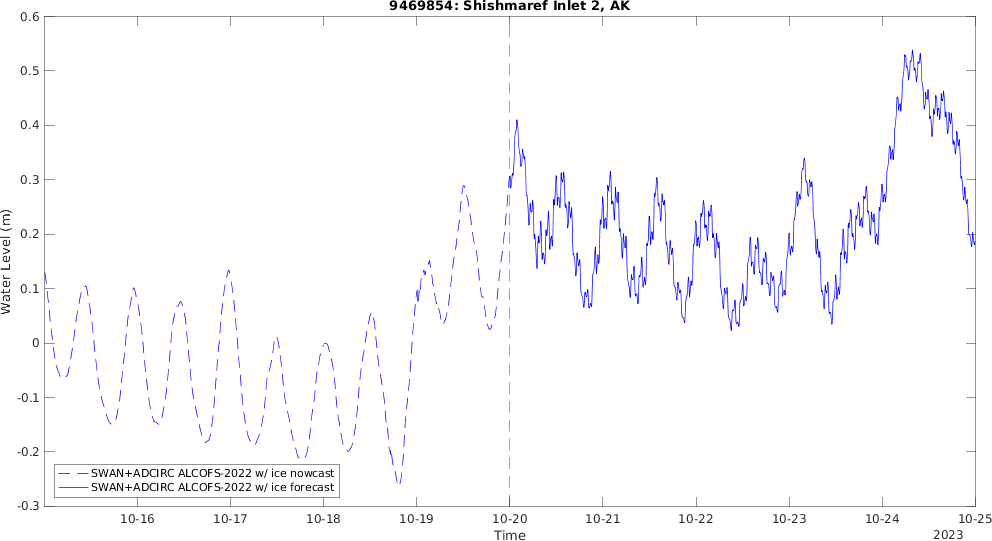 9469854: Shishmaref Inlet 2, AK
0.6
0.5
0.4
0.3
0.2
0.1
0
-0.1
-0.2
-0.3
Water Level (m)
SWAN+ADCIRC ALCOFS-2022 w/ ice nowcast
SWAN+ADCIRC ALCOFS-2022 w/ ice forecast
10-16 10-17 10-18 10-19 10-20 10-21 10-22 10-23 10-24 10-25
Time
2023